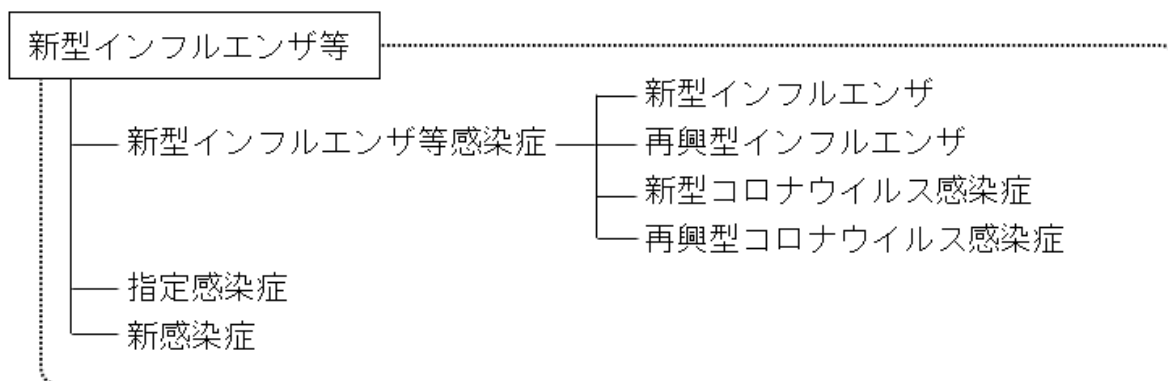 新型インフルエンザ等
新型インフルエンザ
新型インフルエンザ等感染症
再興型インフルエンザ
新型コロナウイルス感染症
再興型コロナウイルス感染症
指定感染症
新感染症